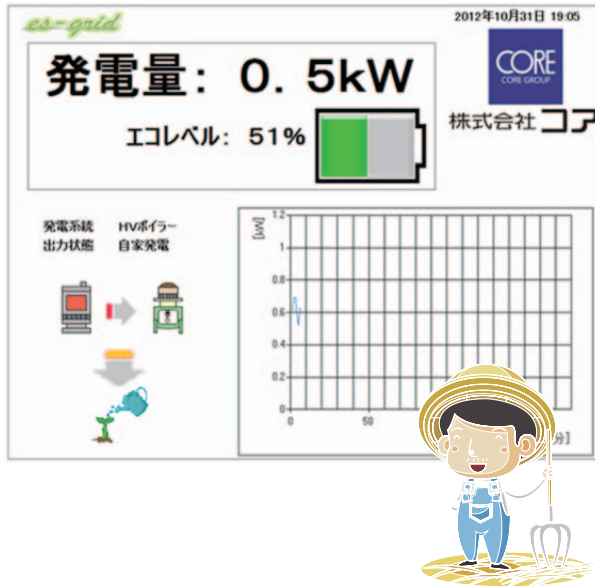 es-grid
2012年10月31日 19:05
発電量: 0.5kW
エコレベル: 51%
CORE
CORE GROUP
株式会社コア
発電系統 HVボイラー
出力状態 自家発電
[kW]
1.2
1
0.8
0.6
0.4
0.2
0
0 50
分]